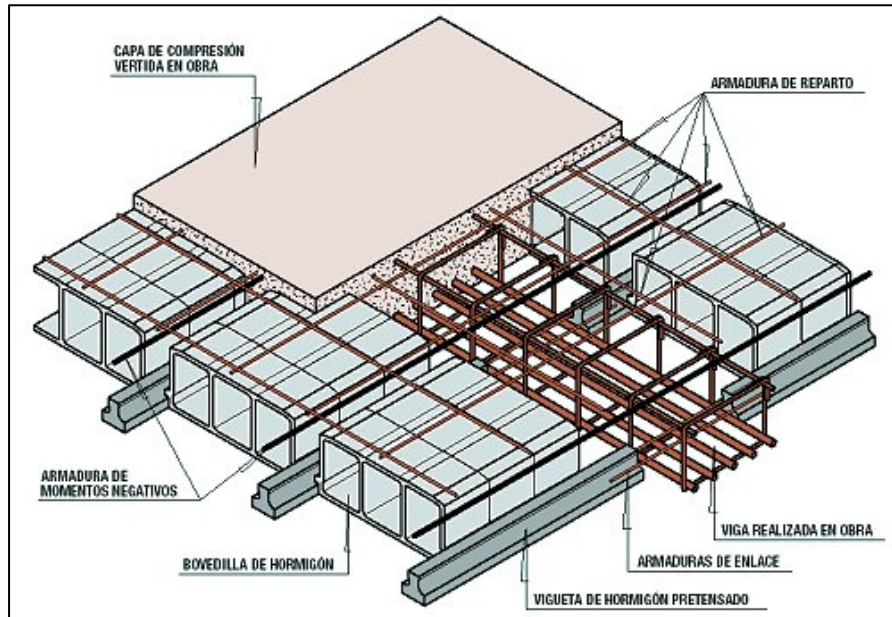 CAPA DE COMPRESIÓN
VERTIDA EN OBRA
ARMADURA DE REPARTO
ARMADURA DE
MOMENTOS NEGATIVOS
BOVEDILLA DE HORMIGÓN
VIGA REALIZADA EN OBRA
ARMADURAS DE ENLACE
VIGUETA DE HORMIGÓN PRETENSADO